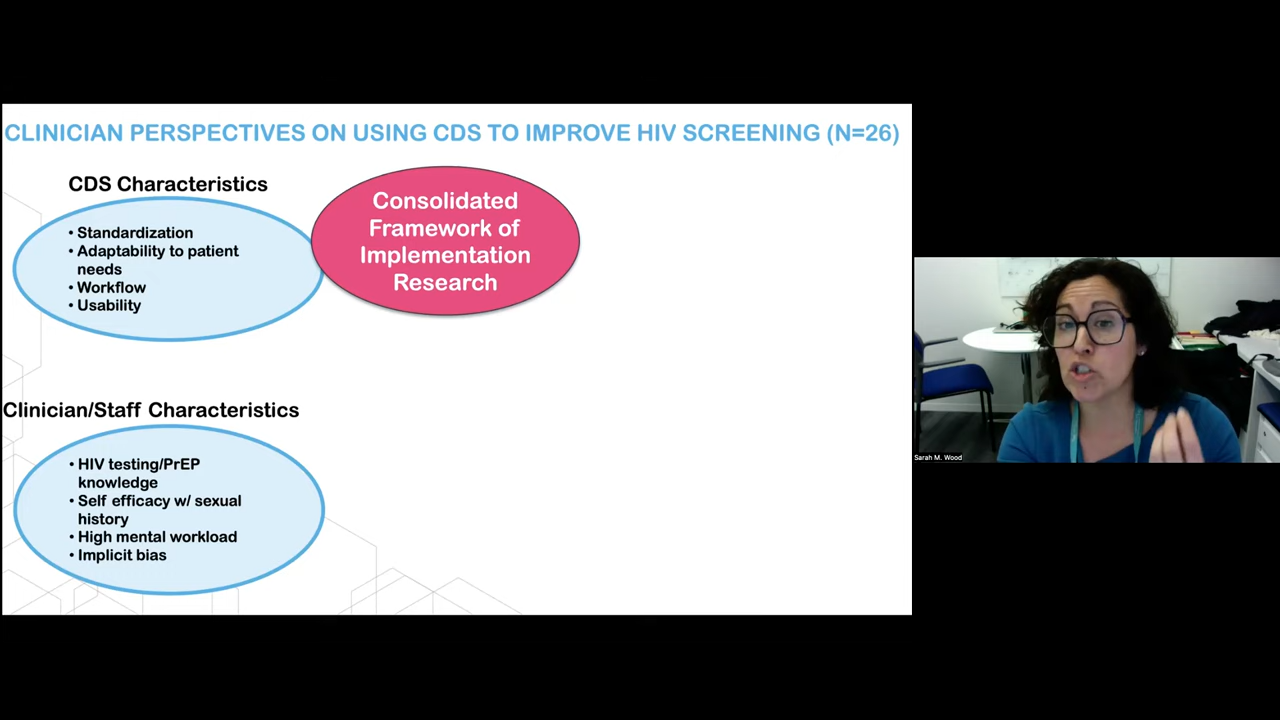 CLINICIAN PERSPECTIVES ON USING CDS TO IMPROVE HIV SCREENING (N=26)
CDS Characteristics
• Standardization
• Adaptability to patient
needs
• Workflow
• Usability
Consolidated
Framework of
Implementation
Research
Clinician/Staff Characteristics
• HIV testing/PrEP
knowledge
• Self efficacy w/ sexual
history
• High mental workload
• Implicit bias
Sarah M. Wood